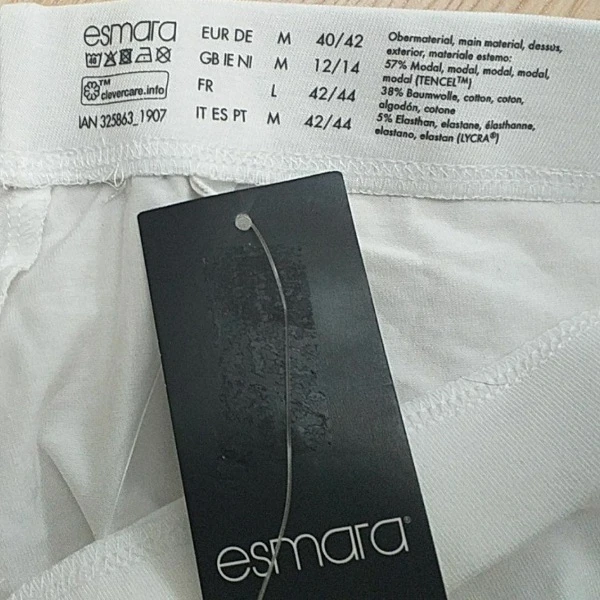 esmara
40
clevercare.info™
IAN 325863_1907
EUR DE M 40/42
GB IE NI M 12/14
FR L 42/44
IT ES PT M 42/44
Obermaterial, main material, dessus,
exterior, materiale esterno:
57% Modal, modal, modal, modal,
modal (TENCEL™)
38% Baumwolle, cotton, coton,
algodón, cotone
5% Elasthan, elastane, élasthanne,
elastano, elastan (LYCRA®)
esmara®